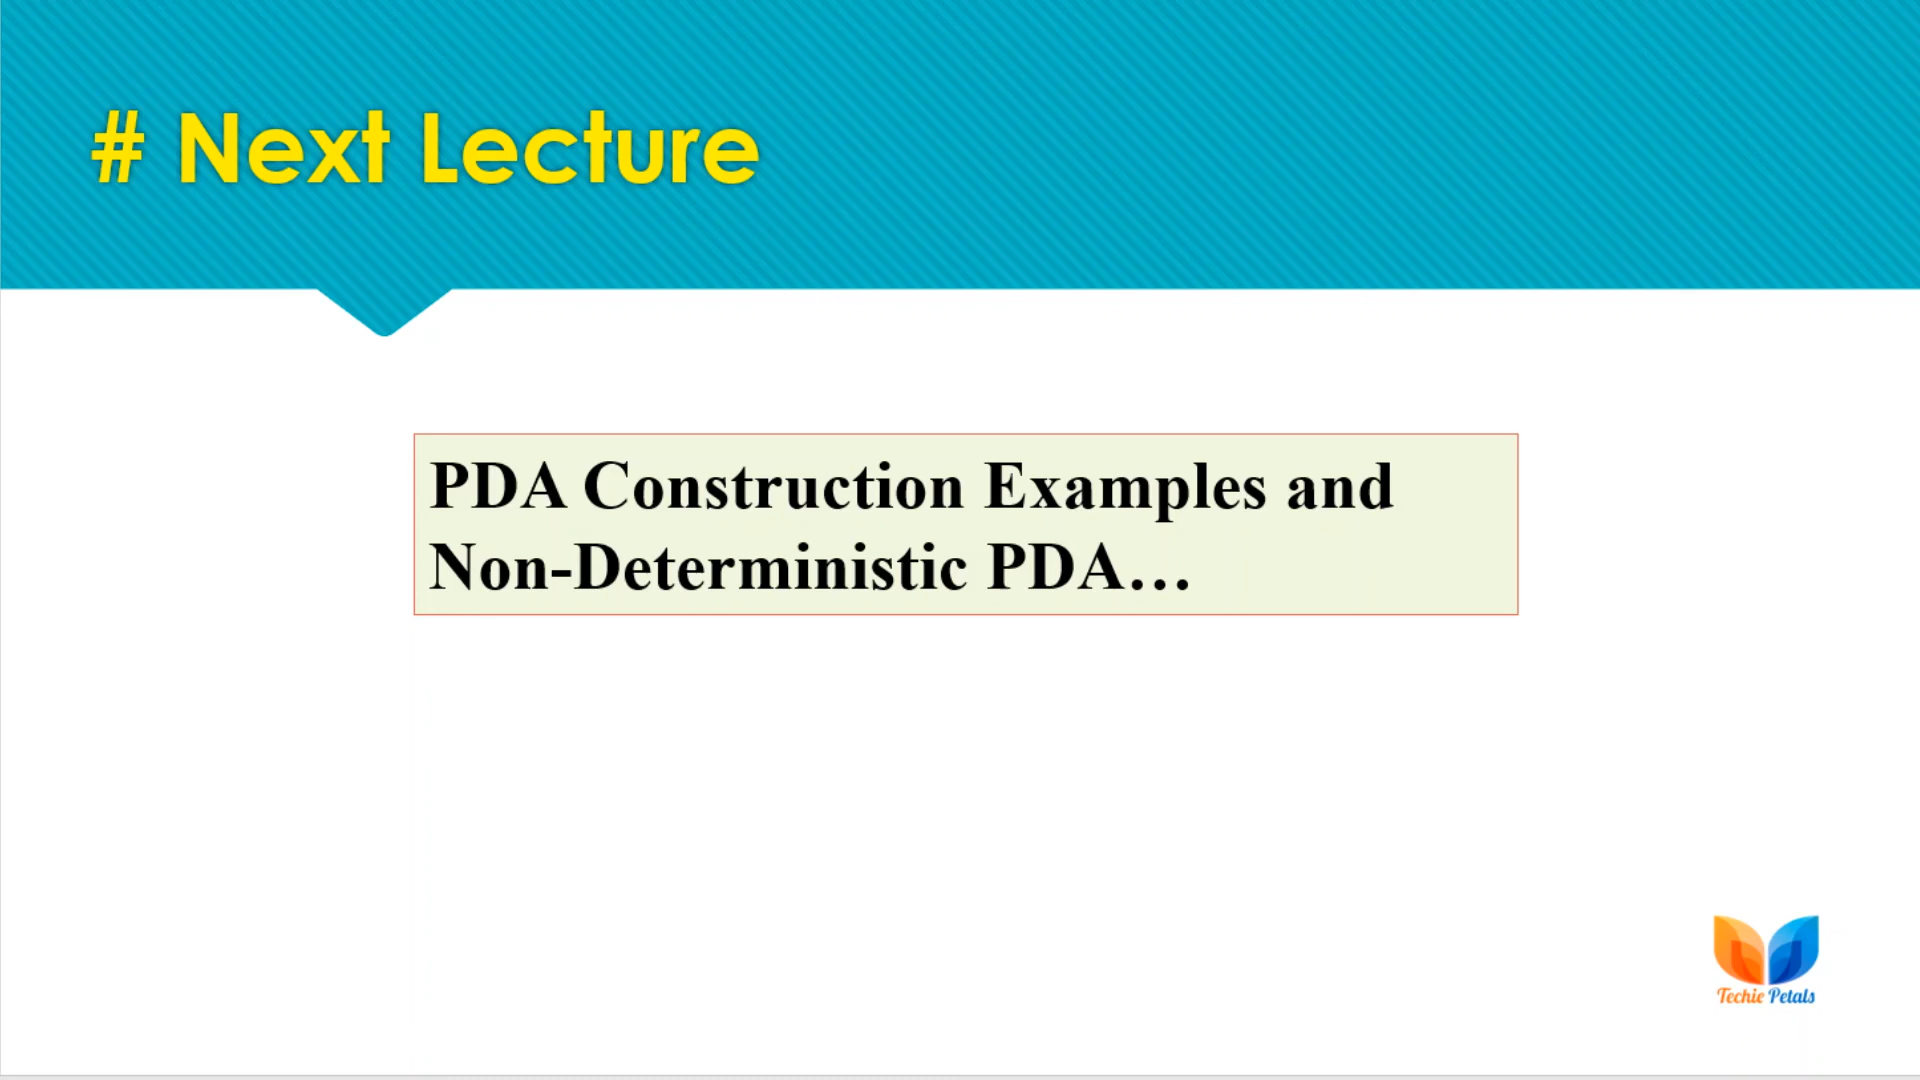 # Next Lecture
PDA Construction Examples and
Non-Deterministic PDA...
Techie Petals